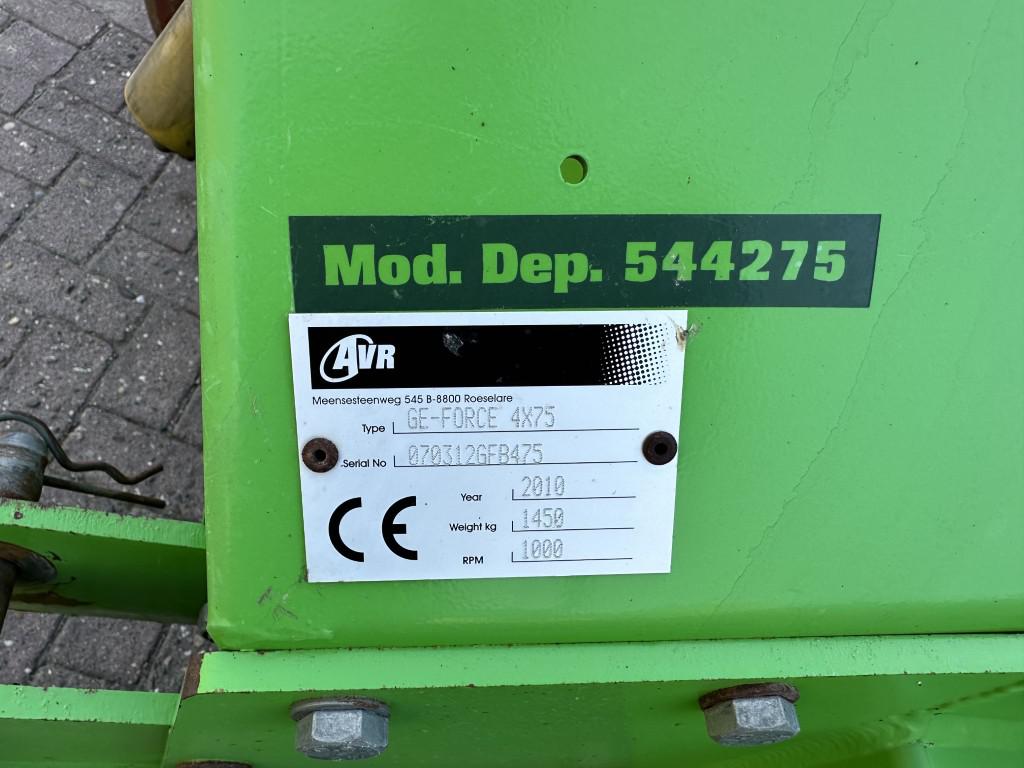 Mod. Dep. 544275
AVR
Meensesteenweg 545 B-8800 Roeselare
Type GE-FORCE 4X75
Serial No 070312GFB475
Year 2010
Weight kg 1450
RPM 1000
CE